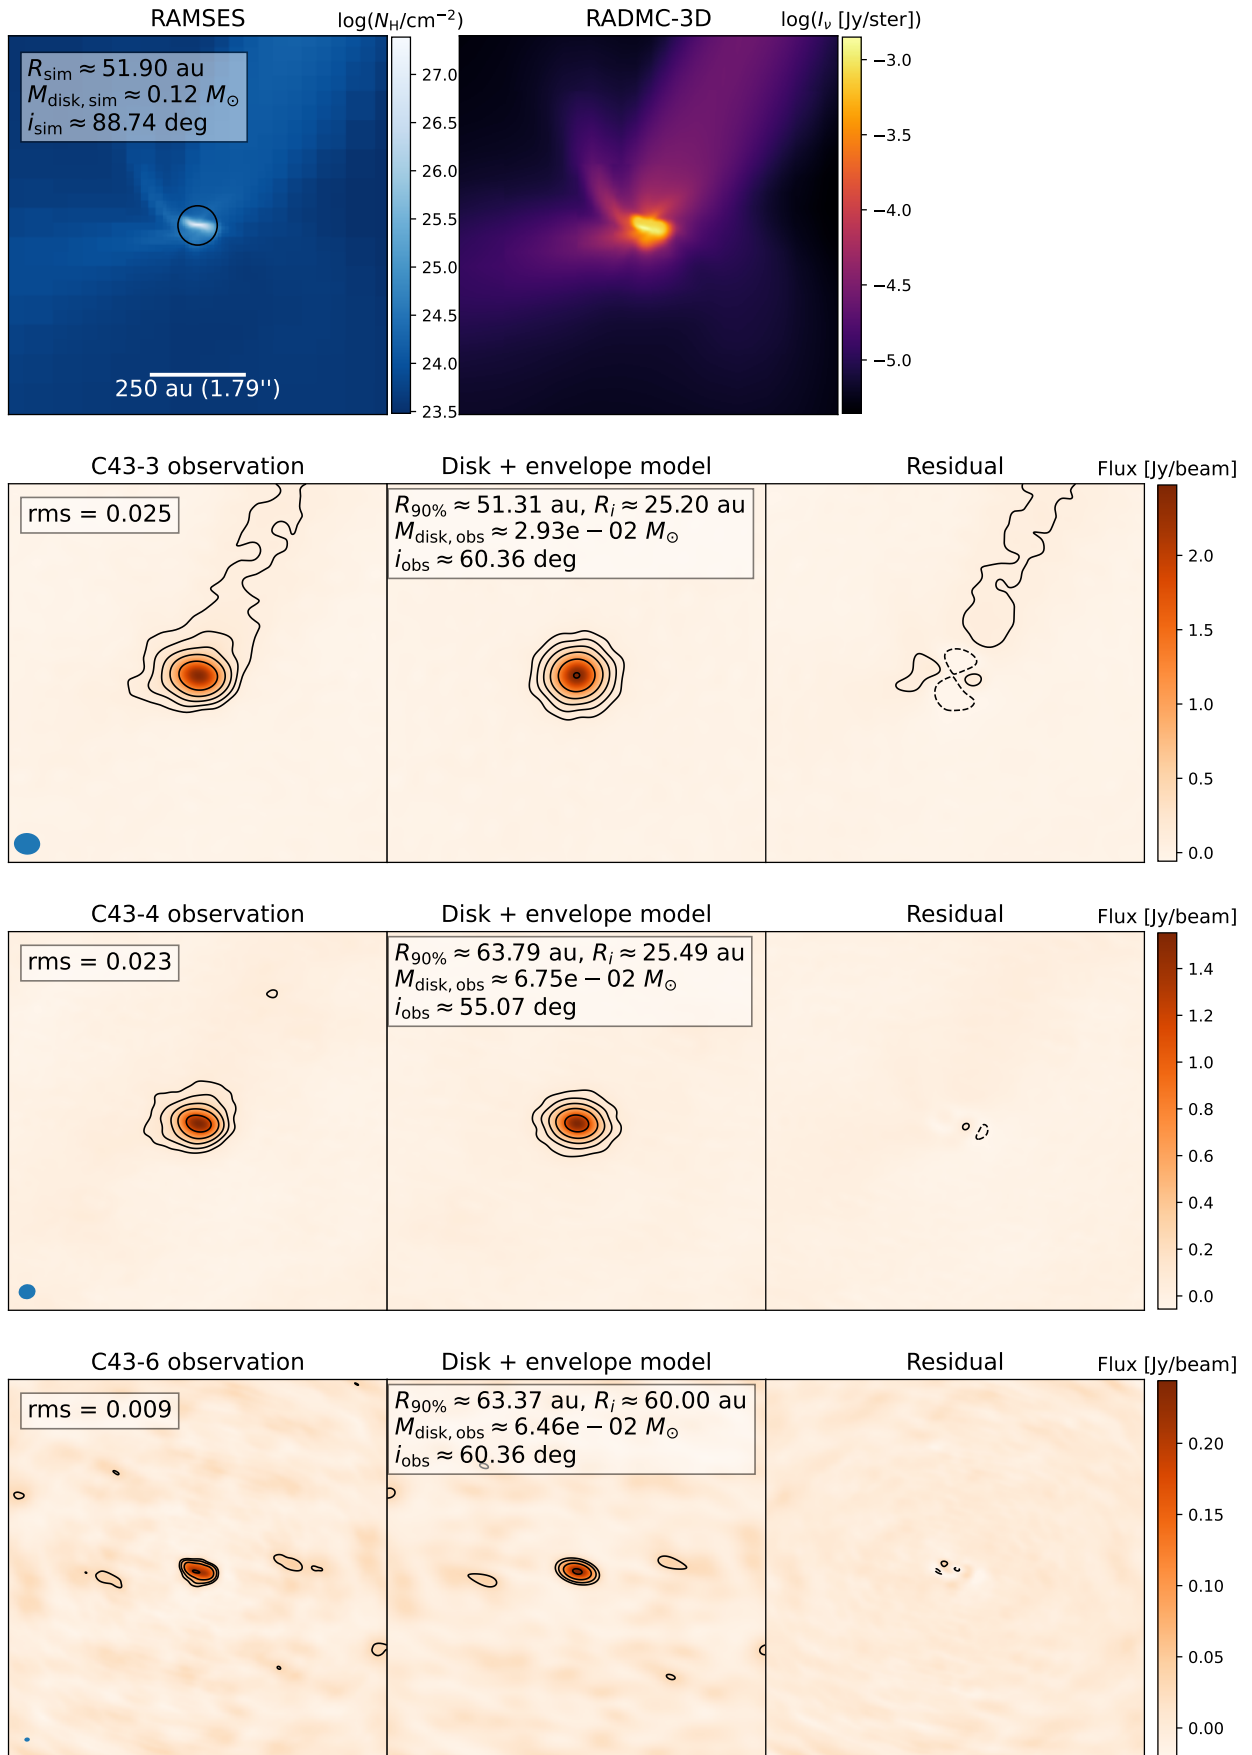 RAMSES
log(N_H/cm⁻²)
RADMC-3D
log(I_ν [Jy/ster])
R_sim ≈ 51.90 au
M_disk, sim ≈ 0.12 M_⊙
i_sim ≈ 88.74 deg
250 au (1.79'')
27.0
26.5
26.0
25.5
25.0
24.5
24.0
23.5
−3.0
−3.5
−4.0
−4.5
−5.0
C43-3 observation
Disk + envelope model
Residual
Flux [Jy/beam]
rms = 0.025
R_90% ≈ 51.31 au, R_i ≈ 25.20 au
M_disk, obs ≈ 2.93e − 02 M_⊙
i_obs ≈ 60.36 deg
2.0
1.5
1.0
0.5
0.0
C43-4 observation
Disk + envelope model
Residual
Flux [Jy/beam]
rms = 0.023
R_90% ≈ 63.79 au, R_i ≈ 25.49 au
M_disk, obs ≈ 6.75e − 02 M_⊙
i_obs ≈ 55.07 deg
1.4
1.2
1.0
0.8
0.6
0.4
0.2
0.0
C43-6 observation
Disk + envelope model
Residual
Flux [Jy/beam]
rms = 0.009
R_90% ≈ 63.37 au, R_i ≈ 60.00 au
M_disk, obs ≈ 6.46e − 02 M_⊙
i_obs ≈ 60.36 deg
0.20
0.15
0.10
0.05
0.00